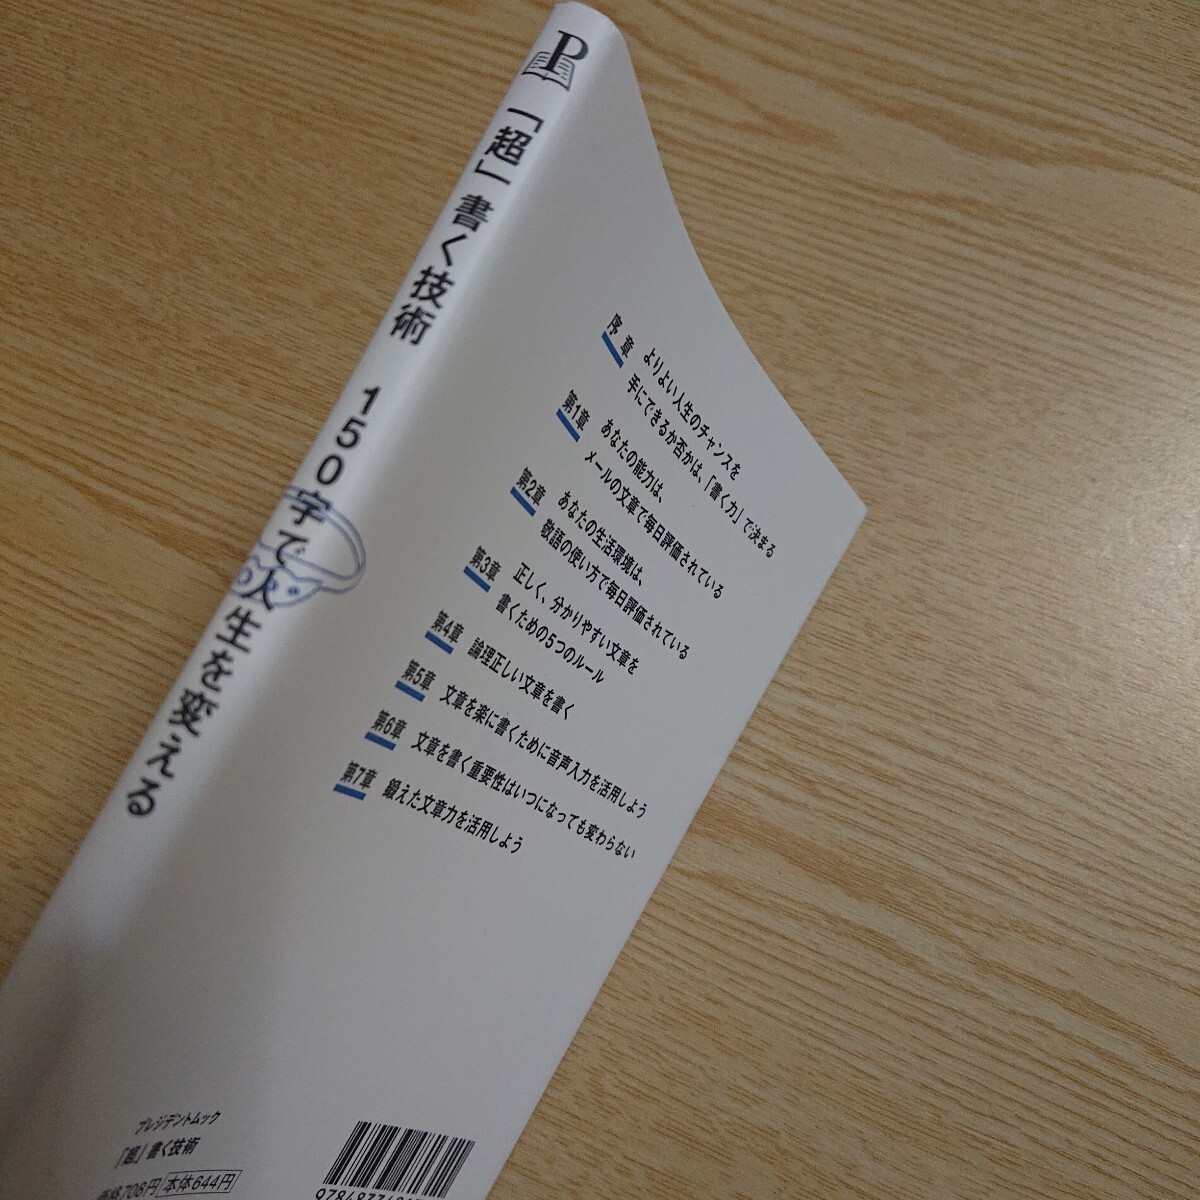 P
「超」書く技術 150字で人生を変える
序章 よりよい人生のチャンスを
手にできるか否かは、「書く力」で決まる
第1章 あなたの能力は、
メールの文章で毎日評価されている
第2章 あなたの生活環境は、
敬語の使い方で毎日評価されている
第3章 正しく、分かりやすい文章を
書くための5つのルール
第4章 論理正しい文章を書く
第5章 文章を楽に書くために音声入力を活用しよう
第6章 文章を書く重要性はいつになっても変わらない
第7章 鍛えた文章力を活用しよう
プレジデントムック
「超」書く技術
708円 本体644円